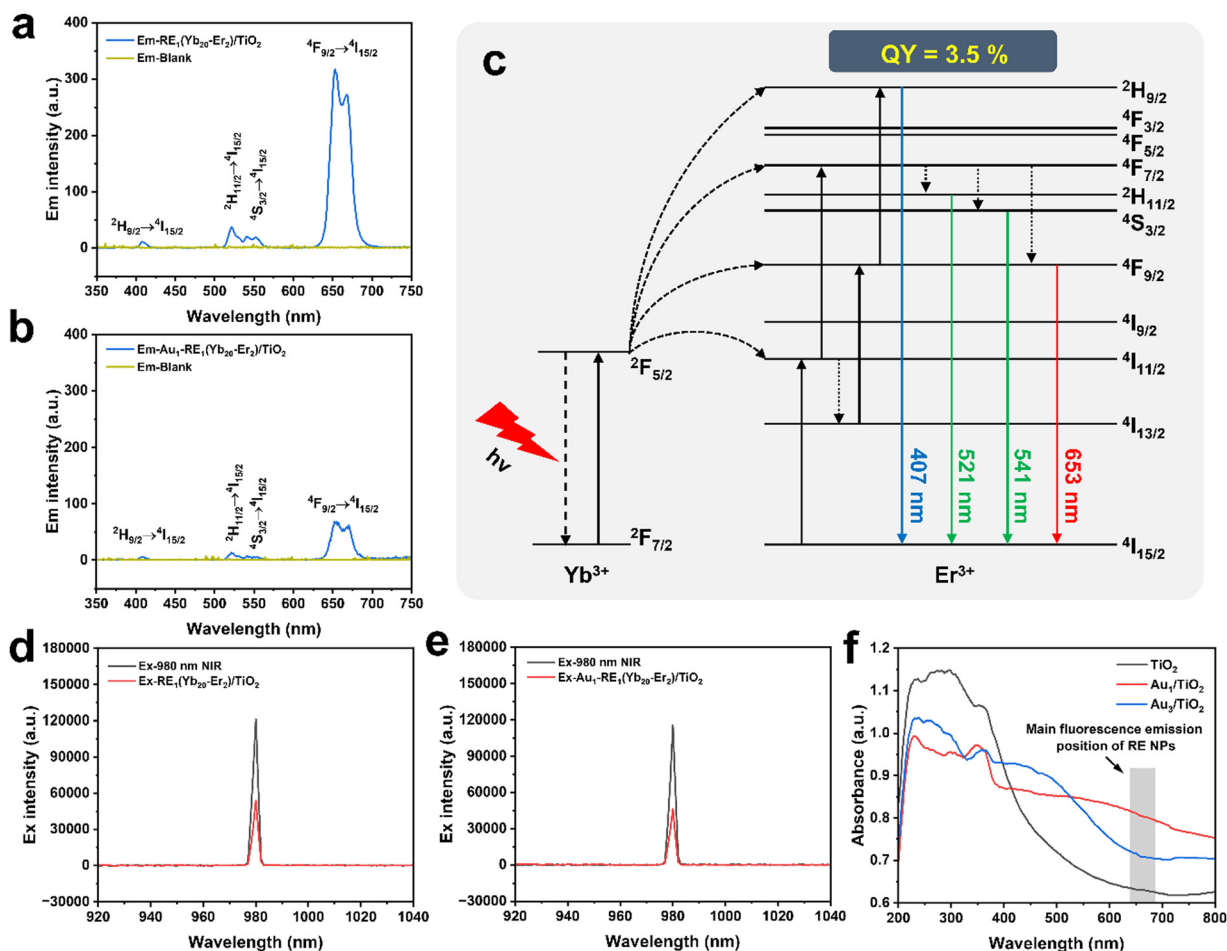 a
400
300
200
100
0
Em intensity (a.u.)
Em-RE₁(Yb₂₀-Er₂)/TiO₂
Em-Blank
⁴F₉/₂→⁴I₁₅/₂
²H₁₁/₂→⁴I₁₅/₂
⁴S₃/₂→⁴I₁₅/₂
²H₉/₂→⁴I₁₅/₂
350 400 450 500 550 600 650 700 750
Wavelength (nm)
b
400
300
200
100
0
Em intensity (a.u.)
Em-Au₁-RE₁(Yb₂₀-Er₂)/TiO₂
Em-Blank
²H₁₁/₂→⁴I₁₅/₂
⁴S₃/₂→⁴I₁₅/₂
⁴F₉/₂→⁴I₁₅/₂
²H₉/₂→⁴I₁₅/₂
350 400 450 500 550 600 650 700 750
Wavelength (nm)
c
QY = 3.5 %
²H₉/₂
⁴F₃/₂
⁴F₅/₂
⁴F₇/₂
²H₁₁/₂
⁴S₃/₂
⁴F₉/₂
⁴I₉/₂
⁴I₁₁/₂
⁴I₁₃/₂
⁴I₁₅/₂
²F₅/₂
²F₇/₂
hv
407 nm
521 nm
541 nm
653 nm
Yb³⁺
Er³⁺
d
180000
150000
120000
90000
60000
30000
0
-30000
Ex intensity (a.u.)
Ex-980 nm NIR
Ex-RE₁(Yb₂₀-Er₂)/TiO₂
920 940 960 980 1000 1020 1040
Wavelength (nm)
e
180000
150000
120000
90000
60000
30000
0
-30000
Ex intensity (a.u.)
Ex-980 nm NIR
Ex-Au₁-RE₁(Yb₂₀-Er₂)/TiO₂
920 940 960 980 1000 1020 1040
Wavelength (nm)
f
1.2
1.1
1.0
0.9
0.8
0.7
0.6
Absorbance (a.u.)
TiO₂
Au₁/TiO₂
Au₃/TiO₂
Main fluorescence emission
position of RE NPs
200 300 400 500 600 700 800
Wavelength (nm)